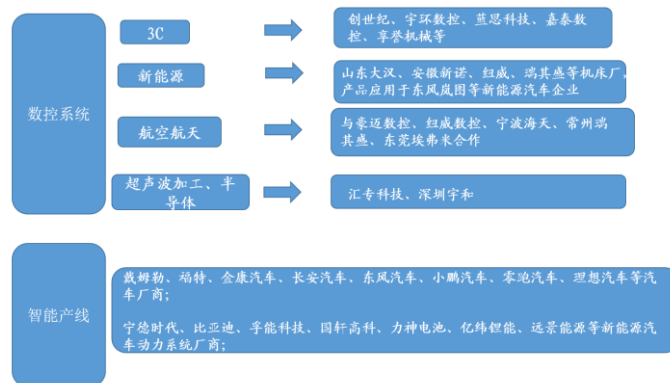 3C
创世纪、宇环数控、蓝思科技、嘉泰数
控、享誉机械等
新能源
山东大汉、安徽新诺、纽威、瑞其盛等机床厂，
产品应用于东风岚图等新能源汽车企业
数控系统
航空航天
与豪迈数控、纽威数控、宁波海天、常州瑞
其盛、东莞埃弗米合作
超声波加工、半
导体
汇专科技、深圳宇和
智能产线
戴姆勒、福特、金康汽车、长安汽车、东风汽车、小鹏汽车、零跑汽车、理想汽车等汽
车厂商；
宁德时代、比亚迪、孚能科技、国轩高科、力神电池、亿纬锂能、远景能源等新能源汽
车动力系统厂商；